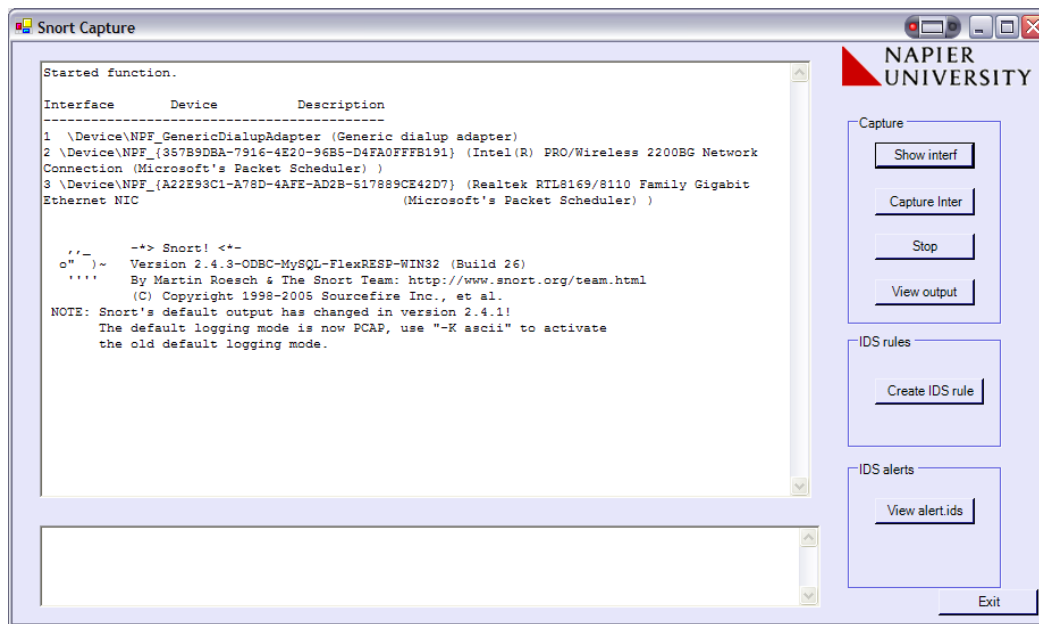 Snort Capture
NAPIER
UNIVERSITY
Started function.
Interface Device Description
-------------------------------------------
1 \Device\NPF_GenericDialupAdapter (Generic dialup adapter)
2 \Device\NPF_{357B9DBA-7916-4E20-96B5-D4FA0FFFB191} (Intel(R) PRO/Wireless 2200BG Network
Connection (Microsoft's Packet Scheduler) )
3 \Device\NPF_{A22E93C1-A78D-4AFE-AD2B-517889CE42D7} (Realtek RTL8169/8110 Family Gigabit
Ethernet NIC (Microsoft's Packet Scheduler) )
,,_ -*> Snort! <*-
o" )~ Version 2.4.3-ODBC-MySQL-FlexRESP-WIN32 (Build 26)
'''' By Martin Roesch & The Snort Team: http://www.snort.org/team.html
(C) Copyright 1998-2005 Sourcefire Inc., et al.
NOTE: Snort's default output has changed in version 2.4.1!
The default logging mode is now PCAP, use "-K ascii" to activate
the old default logging mode.
Capture
Show interf
Capture Inter
Stop
View output
IDS rules
Create IDS rule
IDS alerts
View alert.ids
Exit